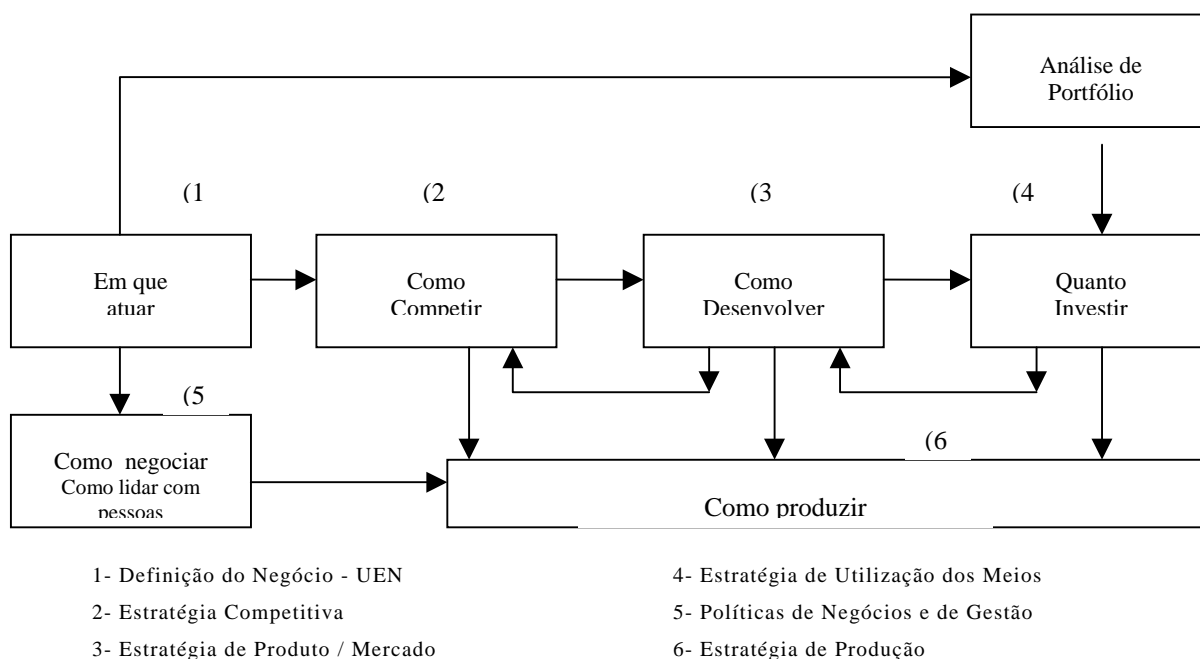 Análise de
Portfólio
(1
(2
(3
(4
Em que
atuar
Como
Competir
Como
Desenvolver
Quanto
Investir
(5
(6
Como negociar
Como lidar com
pessoas
Como produzir
1- Definição do Negócio - UEN
2- Estratégia Competitiva
3- Estratégia de Produto / Mercado
4- Estratégia de Utilização dos Meios
5- Políticas de Negócios e de Gestão
6- Estratégia de Produção